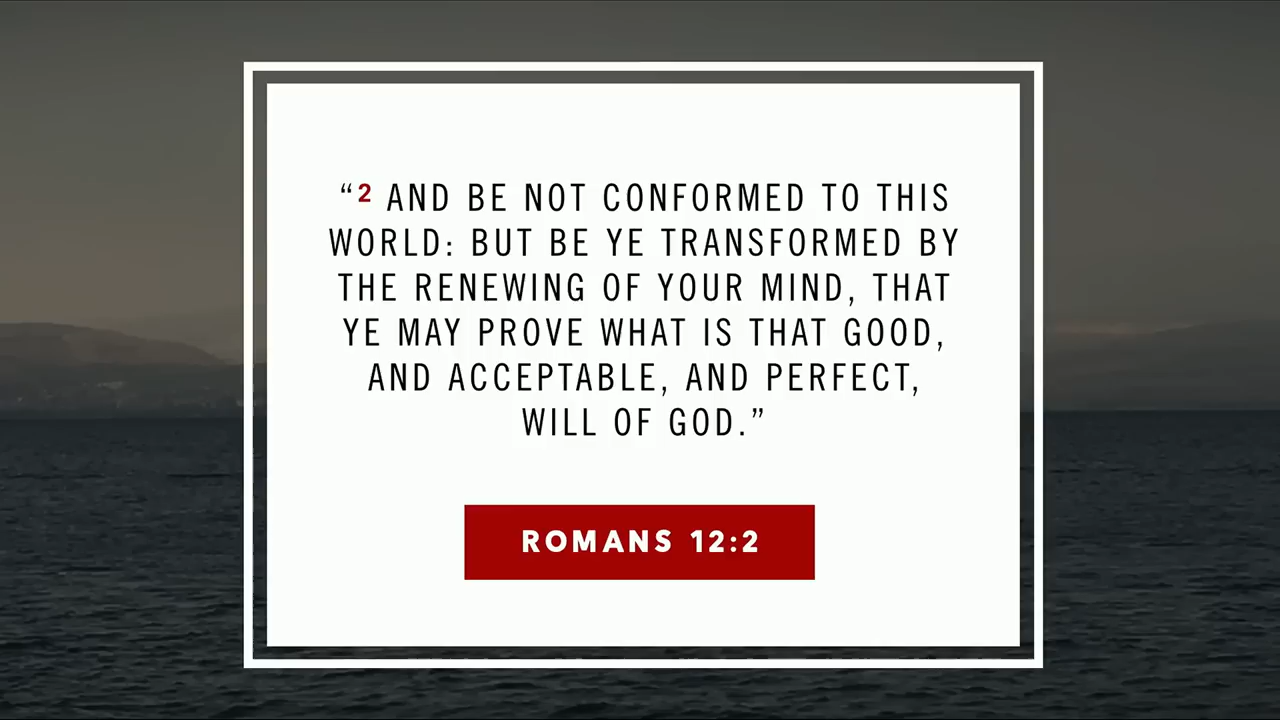 “2 AND BE NOT CONFORMED TO THIS
WORLD: BUT BE YE TRANSFORMED BY
THE RENEWING OF YOUR MIND, THAT
YE MAY PROVE WHAT IS THAT GOOD,
AND ACCEPTABLE, AND PERFECT,
WILL OF GOD.”
ROMANS 12:2